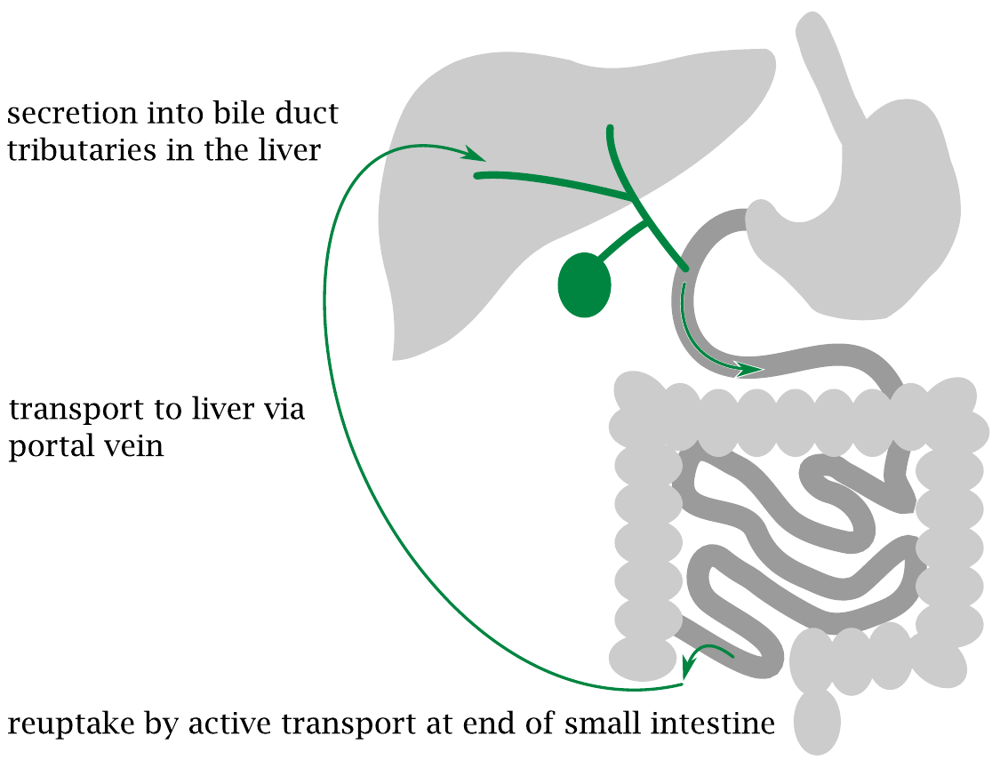 secretion into bile duct
tributaries in the liver
transport to liver via
portal vein
reuptake by active transport at end of small intestine